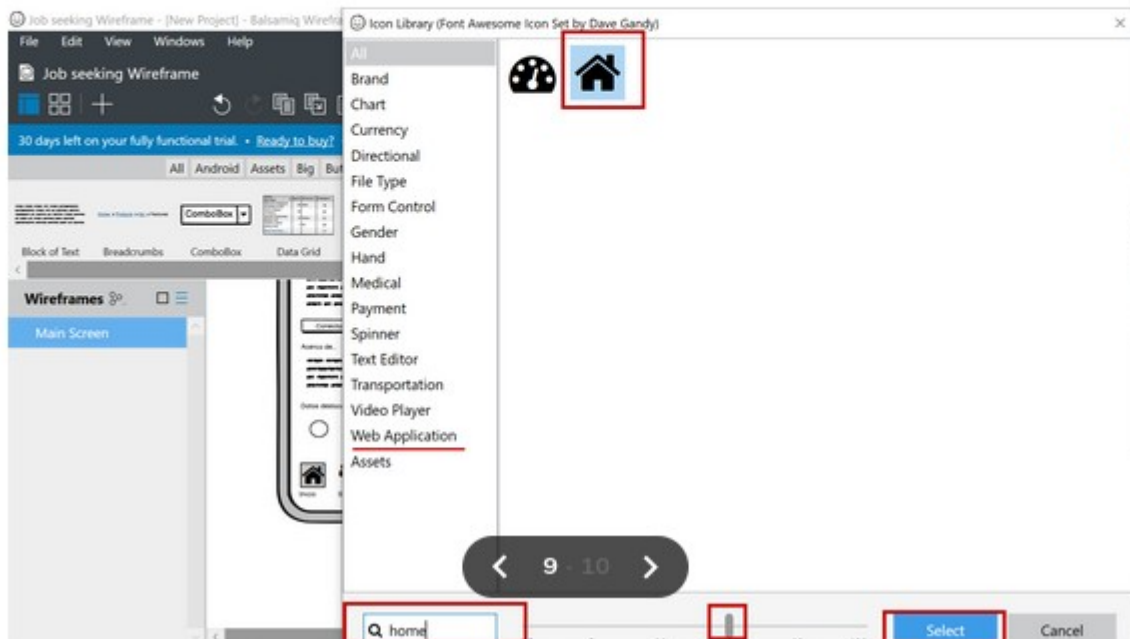 Job seeking Wireframe - [New Project] - Balsamiq Wirefra
File Edit View Windows Help
Job seeking Wireframe
30 days left on your fully functional trial. • Ready to buy?
All Android Assets Big But
ComboBox
Block of Text Breadcrumbs ComboBox Data Grid
Wireframes
Main Screen
Acerca de..
Inicio
Icon Library (Font Awesome Icon Set by Dave Gandy)
All
Brand
Chart
Currency
Directional
File Type
Form Control
Gender
Hand
Medical
Payment
Spinner
Text Editor
Transportation
Video Player
Web Application
Assets
9 - 10
home
Select Cancel